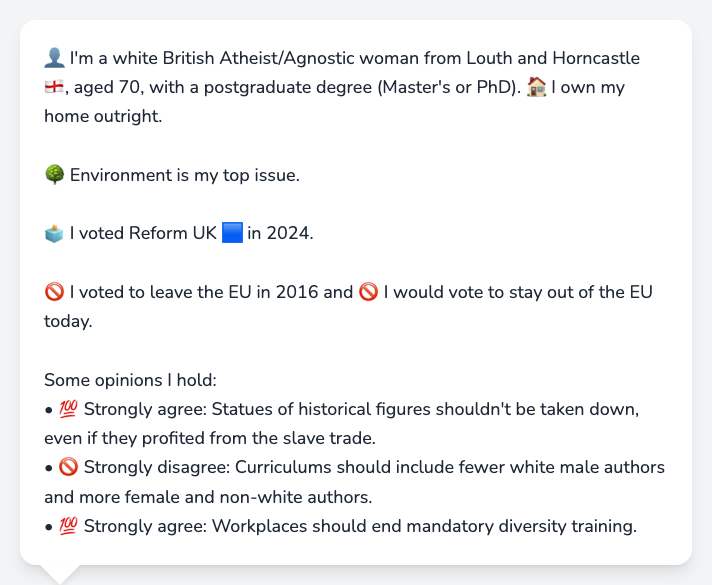 👤 I'm a white British Atheist/Agnostic woman from Louth and Horncastle
🏴󠁧󠁢󠁥󠁮󠁧󠁿, aged 70, with a postgraduate degree (Master's or PhD). 🏠 I own my
home outright.
🌳 Environment is my top issue.
🗳️ I voted Reform UK 🟦 in 2024.
🚫 I voted to leave the EU in 2016 and 🚫 I would vote to stay out of the EU
today.
Some opinions I hold:
• 💯 Strongly agree: Statues of historical figures shouldn't be taken down,
even if they profited from the slave trade.
• 🚫 Strongly disagree: Curriculums should include fewer white male authors
and more female and non-white authors.
• 💯 Strongly agree: Workplaces should end mandatory diversity training.